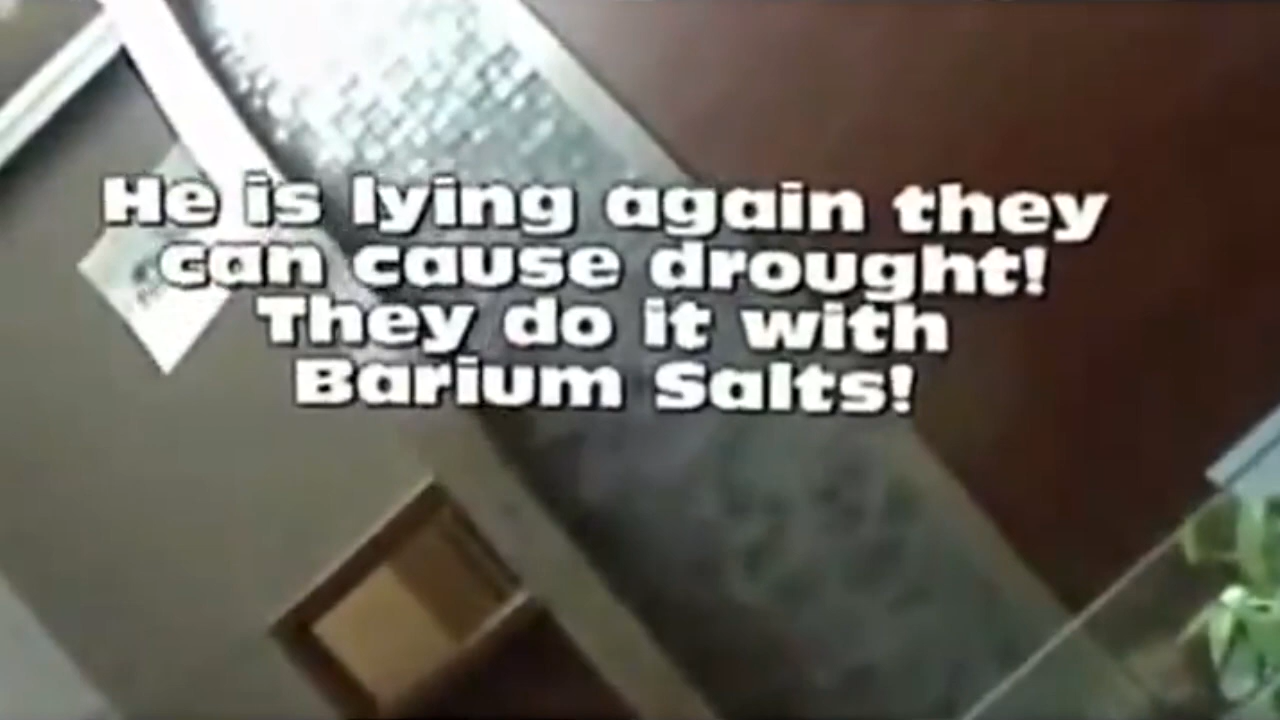 He is lying again they
can cause drought!
They do it with
Barium Salts!